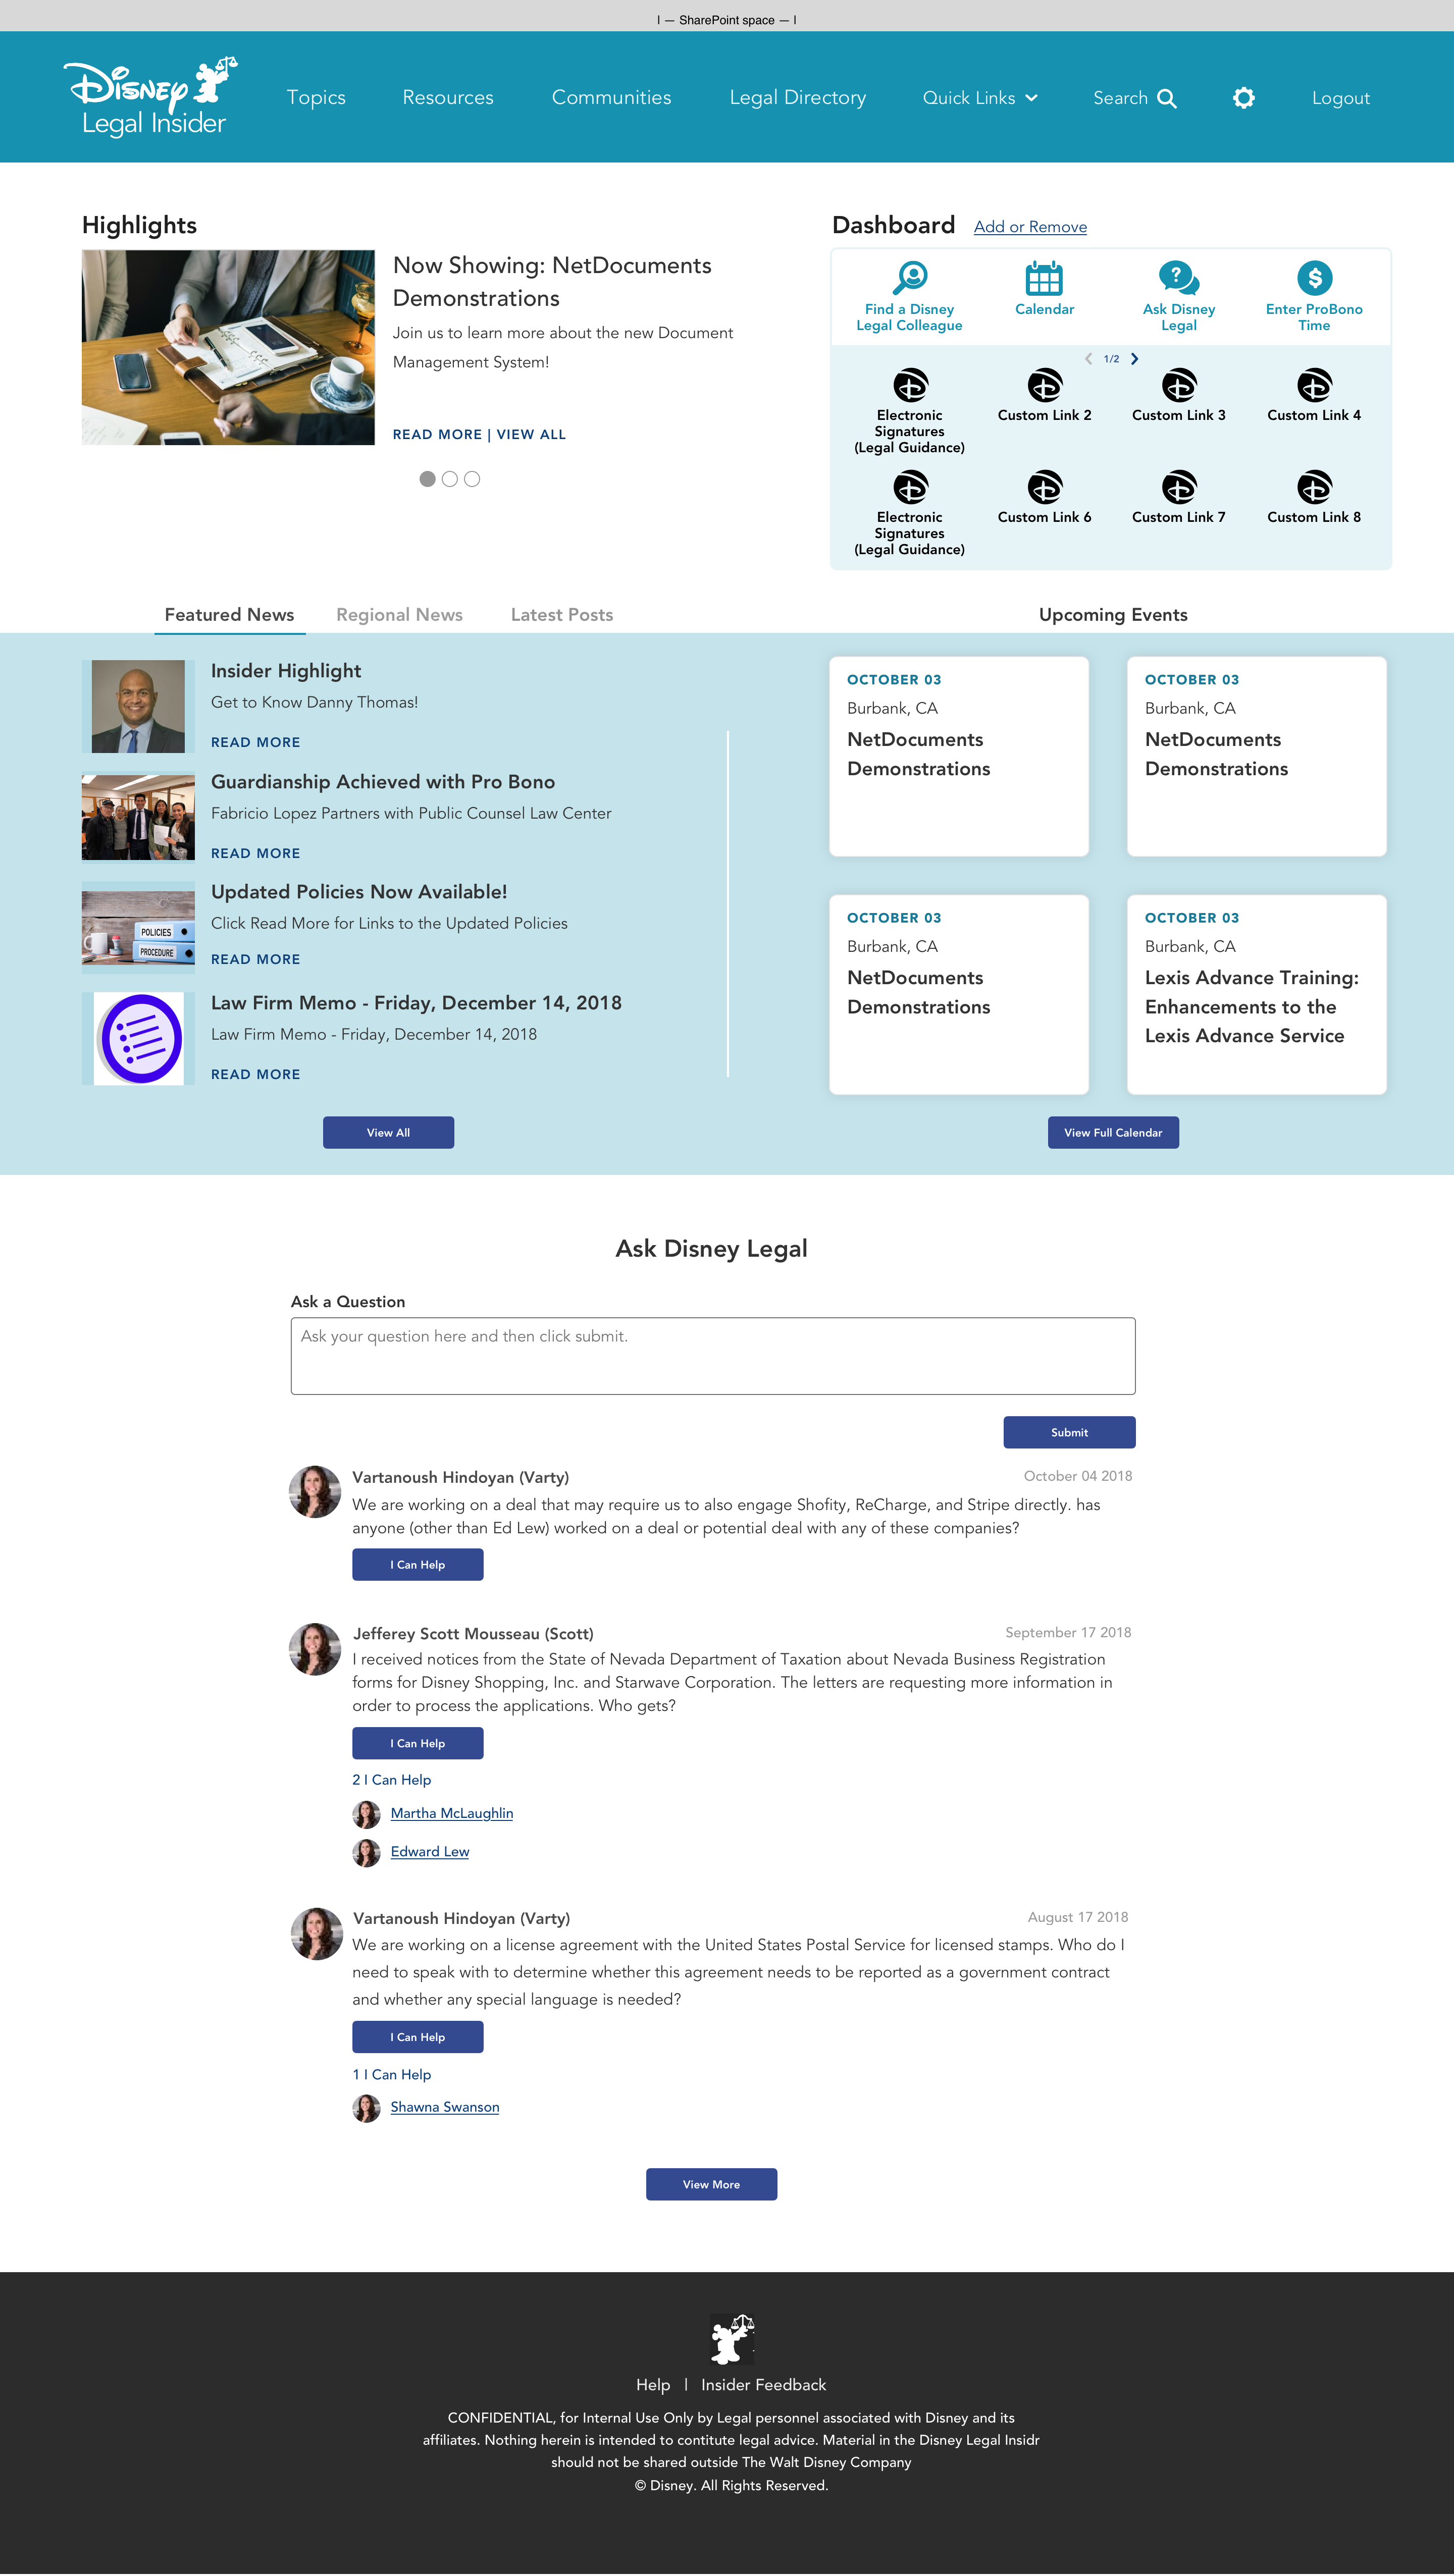 | — SharePoint space — |
Disney
Legal Insider
Topics
Resources
Communities
Legal Directory
Quick Links
Search
Logout
Highlights
Now Showing: NetDocuments
Demonstrations
Join us to learn more about the new Document
Management System!
READ MORE | VIEW ALL
Dashboard
Add or Remove
Find a Disney
Legal Colleague
Calendar
Ask Disney
Legal
Enter ProBono
Time
1/2
Electronic
Signatures
(Legal Guidance)
Custom Link 2
Custom Link 3
Custom Link 4
Electronic
Signatures
(Legal Guidance)
Custom Link 6
Custom Link 7
Custom Link 8
Featured News
Regional News
Latest Posts
Insider Highlight
Get to Know Danny Thomas!
READ MORE
Guardianship Achieved with Pro Bono
Fabricio Lopez Partners with Public Counsel Law Center
READ MORE
POLICIES
PROCEDURE
Updated Policies Now Available!
Click Read More for Links to the Updated Policies
READ MORE
Law Firm Memo - Friday, December 14, 2018
Law Firm Memo - Friday, December 14, 2018
READ MORE
View All
Upcoming Events
OCTOBER 03
Burbank, CA
NetDocuments
Demonstrations
OCTOBER 03
Burbank, CA
NetDocuments
Demonstrations
OCTOBER 03
Burbank, CA
NetDocuments
Demonstrations
OCTOBER 03
Burbank, CA
Lexis Advance Training:
Enhancements to the
Lexis Advance Service
View Full Calendar
Ask Disney Legal
Ask a Question
Ask your question here and then click submit.
Submit
Vartanoush Hindoyan (Varty)
October 04 2018
We are working on a deal that may require us to also engage Shofity, ReCharge, and Stripe directly. has
anyone (other than Ed Lew) worked on a deal or potential deal with any of these companies?
I Can Help
Jefferey Scott Mousseau (Scott)
September 17 2018
I received notices from the State of Nevada Department of Taxation about Nevada Business Registration
forms for Disney Shopping, Inc. and Starwave Corporation. The letters are requesting more information in
order to process the applications. Who gets?
I Can Help
2 I Can Help
Martha McLaughlin
Edward Lew
Vartanoush Hindoyan (Varty)
August 17 2018
We are working on a license agreement with the United States Postal Service for licensed stamps. Who do I
need to speak with to determine whether this agreement needs to be reported as a government contract
and whether any special language is needed?
I Can Help
1 I Can Help
Shawna Swanson
View More
Help | Insider Feedback
CONFIDENTIAL, for Internal Use Only by Legal personnel associated with Disney and its
affiliates. Nothing herein is intended to contitute legal advice. Material in the Disney Legal Insidr
should not be shared outside The Walt Disney Company
© Disney. All Rights Reserved.